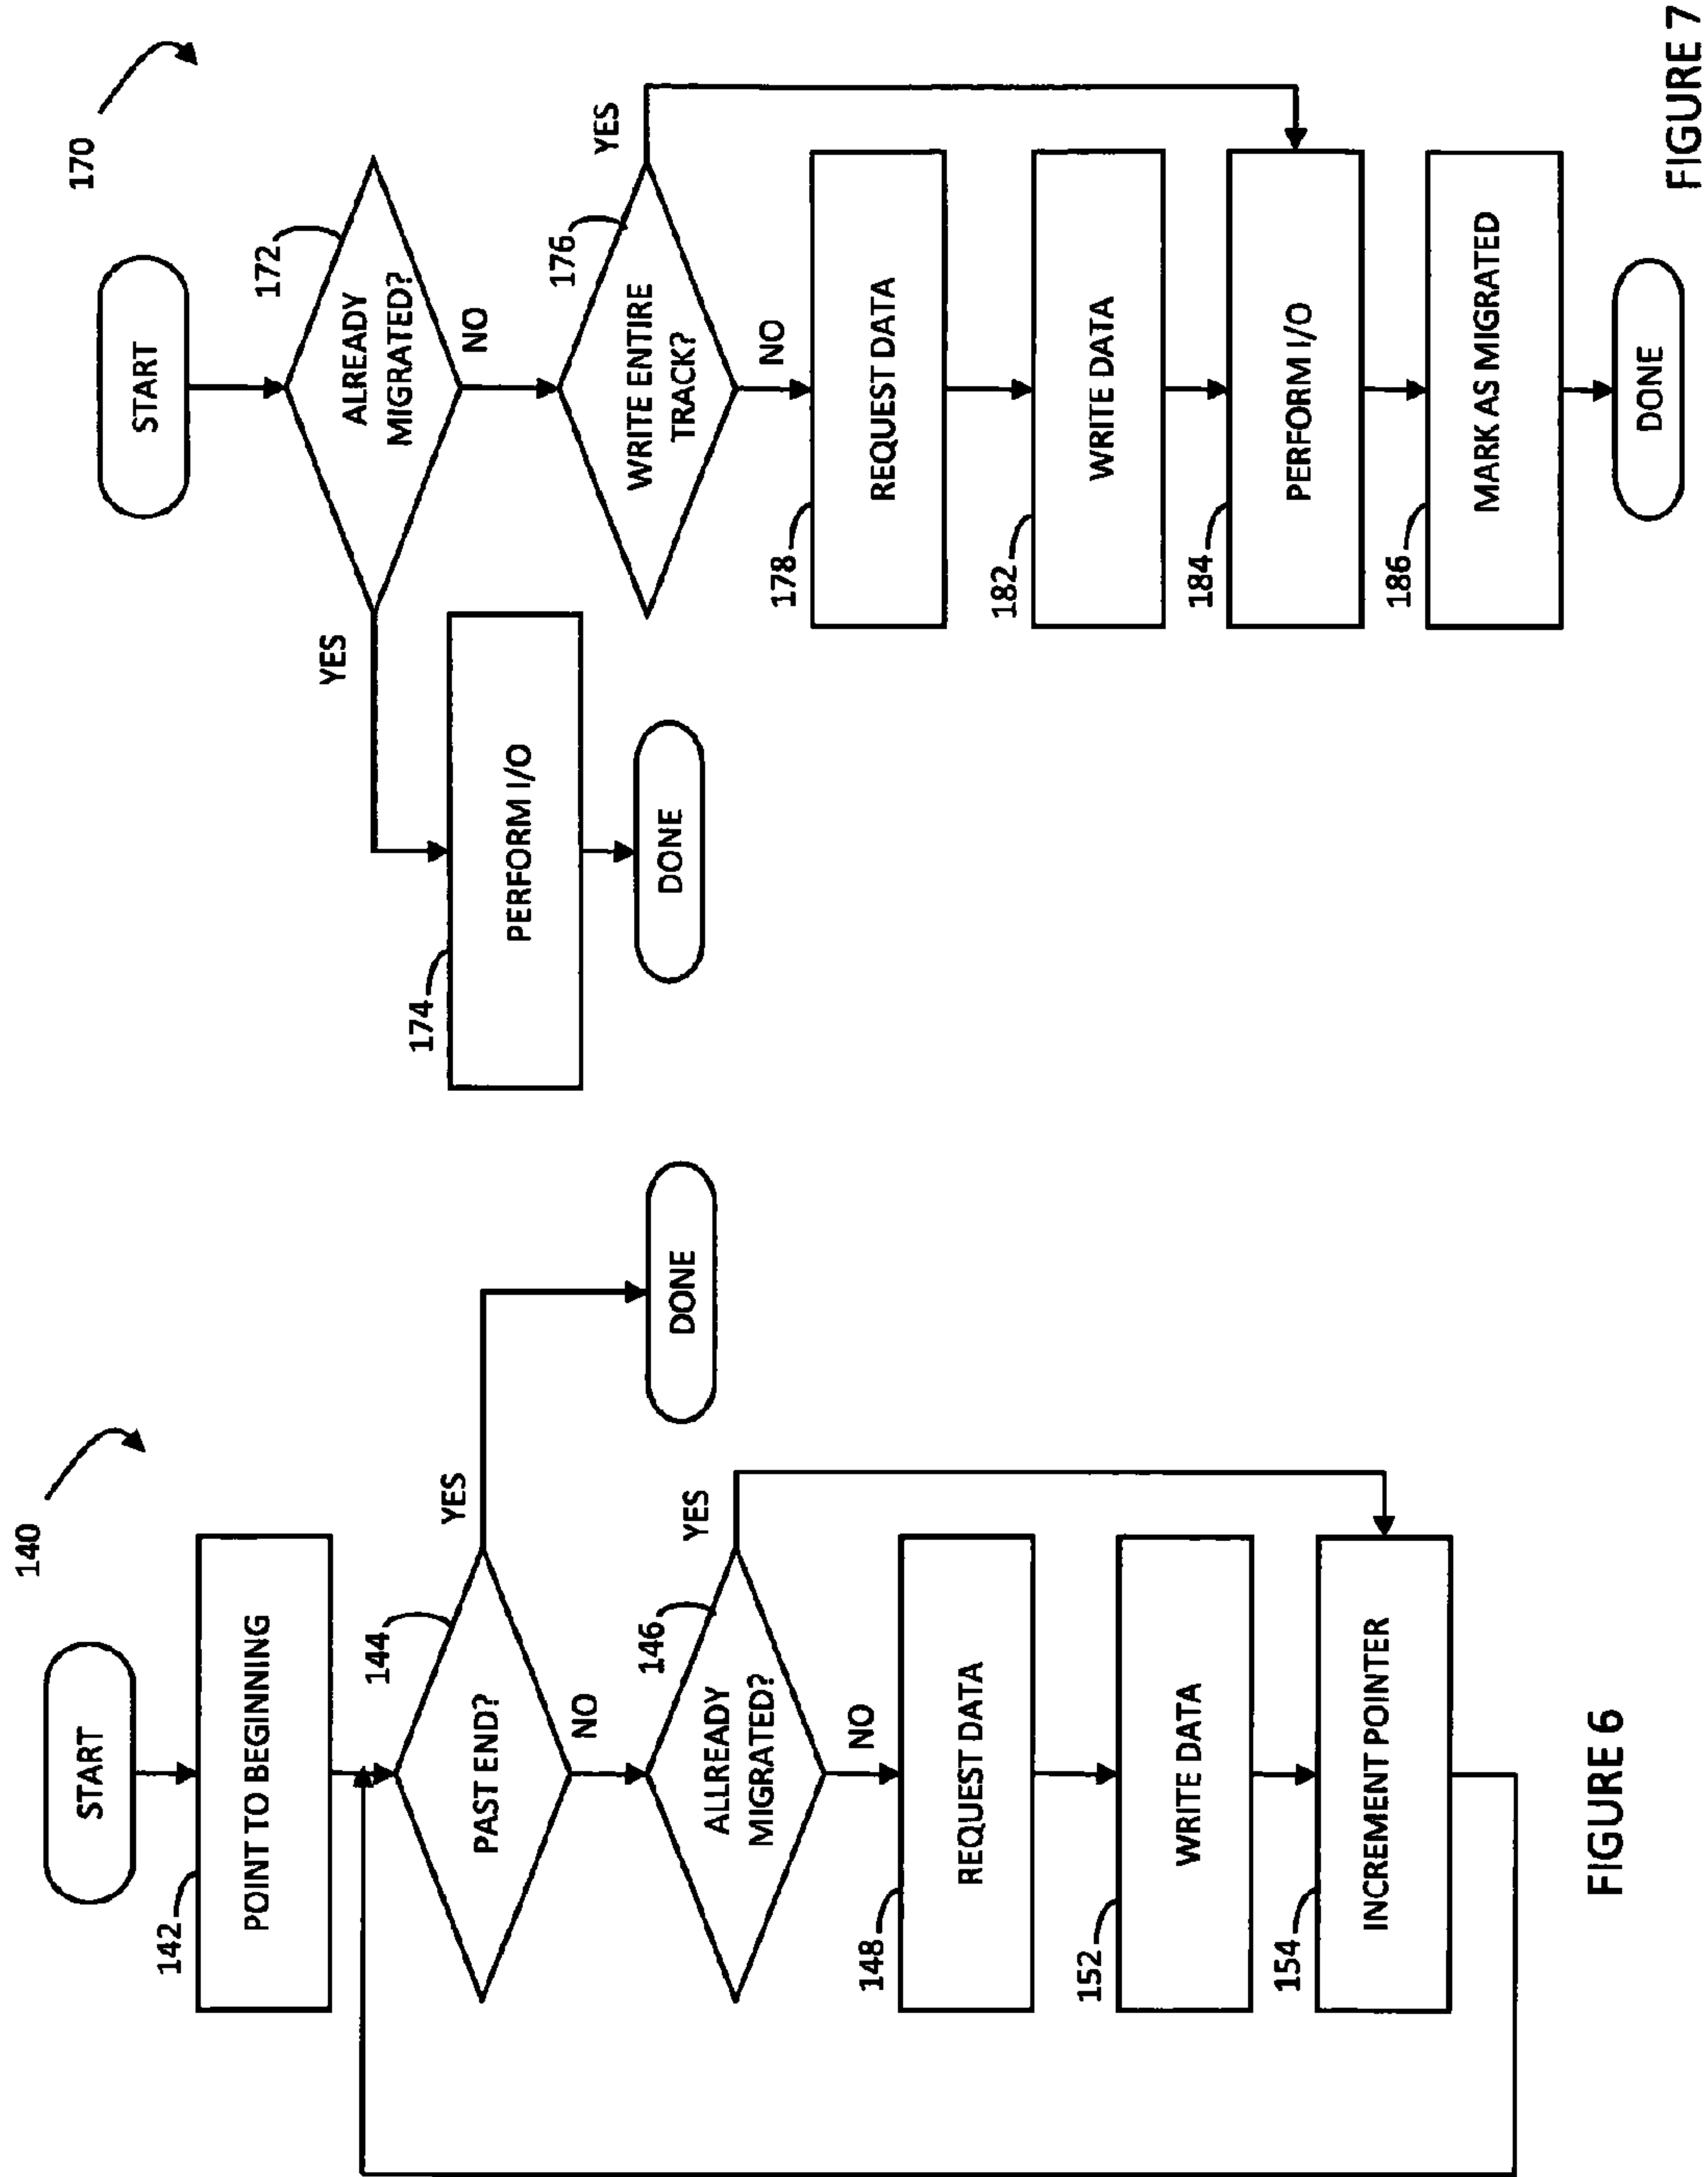 140
START
142
POINT TO BEGINNING
144
PAST END?
YES
NO
DONE
146
ALLREADY
MIGRATED?
YES
NO
148
REQUEST DATA
152
WRITE DATA
154
INCREMENT POINTER
FIGURE 6
170
START
172
ALREADY
MIGRATED?
YES
NO
174
PERFORM I/O
DONE
176
WRITE ENTIRE
TRACK?
YES
NO
178
REQUEST DATA
182
WRITE DATA
184
PERFORM I/O
186
MARK AS MIGRATED
DONE
FIGURE 7